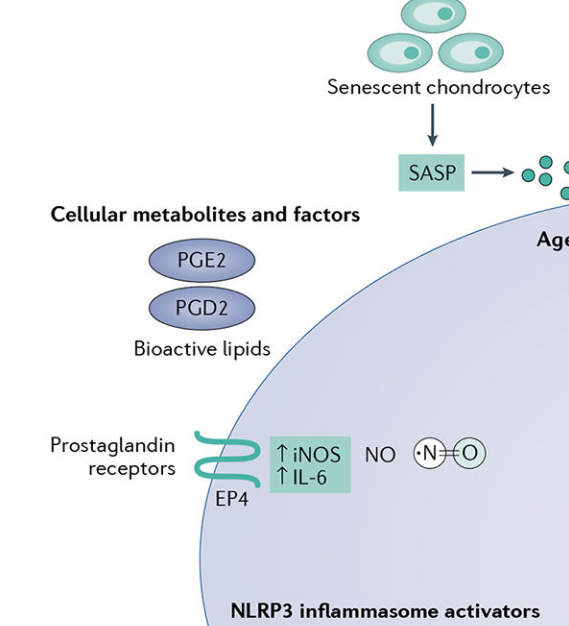 Senescent chondrocytes
SASP
Cellular metabolites and factors
Age
PGE2
PGD2
Bioactive lipids
Prostaglandin
receptors
↑ iNOS
↑ IL-6
NO
·N=O
EP4
NLRP3 inflammasome activators